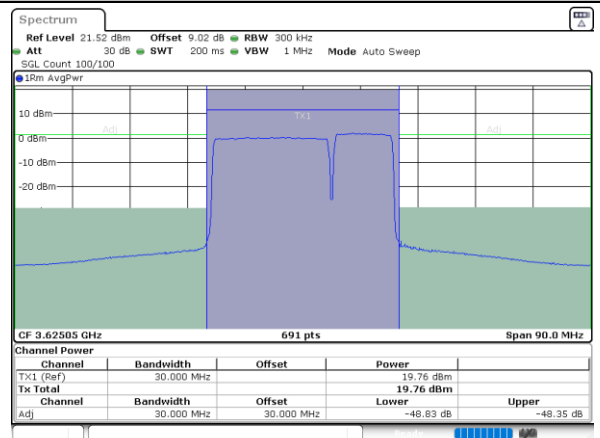 Spectrum
Ref Level 21.52 dBm Offset 9.02 dB RBW 300 kHz
Att 30 dB SWT 200 ms VBW 1 MHz Mode Auto Sweep
SGL Count 100/100
1Rm AvgPwr
10 dBm
TX1
Adj Adj
0 dBm
-10 dBm
-20 dBm
CF 3.62505 GHz 691 pts Span 90.0 MHz
Channel Power
Channel Bandwidth Offset Power
TX1 (Ref) 30.000 MHz 19.76 dBm
Tx Total 19.76 dBm
Channel Bandwidth Offset Lower Upper
Adj 30.000 MHz 30.000 MHz -48.83 dB -48.35 dB